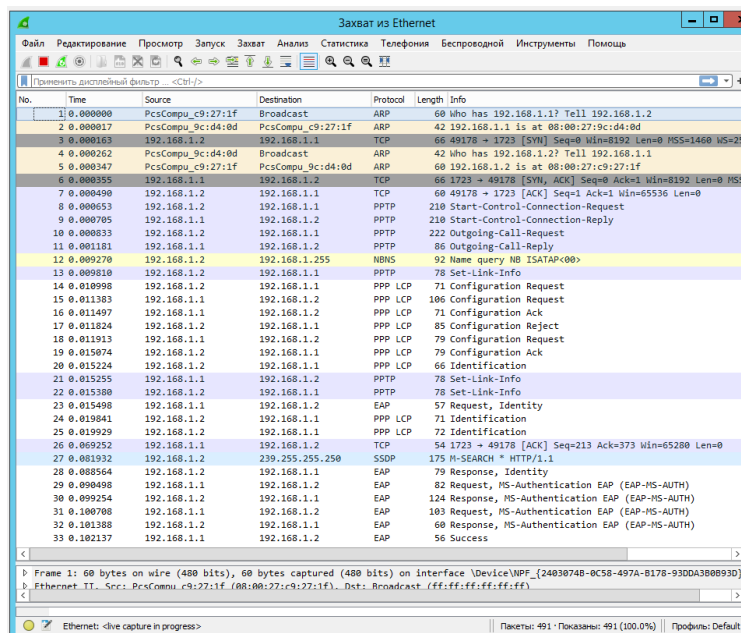 Захват из Ethernet
Файл Редактирование Просмотр Запуск Захват Анализ Статистика Телефония Беспроводной Инструменты Помощь
Применить дисплейный фильтр ... <Ctrl-/>
No. Time Source Destination Protocol Length Info
1 0.000000 PcsCompu_c9:27:1f Broadcast ARP 60 Who has 192.168.1.1? Tell 192.168.1.2
2 0.000017 PcsCompu_9c:d4:0d PcsCompu_c9:27:1f ARP 42 192.168.1.1 is at 08:00:27:9c:d4:0d
3 0.000163 192.168.1.2 192.168.1.1 TCP 66 49178 → 1723 [SYN] Seq=0 Win=8192 Len=0 MSS=1460 WS=25
4 0.000262 PcsCompu_9c:d4:0d Broadcast ARP 42 Who has 192.168.1.2? Tell 192.168.1.1
5 0.000347 PcsCompu_c9:27:1f PcsCompu_9c:d4:0d ARP 60 192.168.1.2 is at 08:00:27:c9:27:1f
6 0.000355 192.168.1.1 192.168.1.2 TCP 66 1723 → 49178 [SYN, ACK] Seq=0 Ack=1 Win=8192 Len=0 MSS
7 0.000490 192.168.1.2 192.168.1.1 TCP 60 49178 → 1723 [ACK] Seq=1 Ack=1 Win=65536 Len=0
8 0.000653 192.168.1.2 192.168.1.1 PPTP 210 Start-Control-Connection-Request
9 0.000705 192.168.1.1 192.168.1.2 PPTP 210 Start-Control-Connection-Reply
10 0.000833 192.168.1.2 192.168.1.1 PPTP 222 Outgoing-Call-Request
11 0.001181 192.168.1.1 192.168.1.2 PPTP 86 Outgoing-Call-Reply
12 0.009270 192.168.1.2 192.168.1.255 NBNS 92 Name query NB ISATAP<00>
13 0.009810 192.168.1.2 192.168.1.1 PPTP 78 Set-Link-Info
14 0.010998 192.168.1.2 192.168.1.1 PPP LCP 71 Configuration Request
15 0.011383 192.168.1.1 192.168.1.2 PPP LCP 106 Configuration Request
16 0.011497 192.168.1.1 192.168.1.2 PPP LCP 71 Configuration Ack
17 0.011824 192.168.1.2 192.168.1.1 PPP LCP 85 Configuration Reject
18 0.011913 192.168.1.1 192.168.1.2 PPP LCP 79 Configuration Request
19 0.015074 192.168.1.2 192.168.1.1 PPP LCP 79 Configuration Ack
20 0.015224 192.168.1.2 192.168.1.1 PPP LCP 66 Identification
21 0.015255 192.168.1.1 192.168.1.2 PPTP 78 Set-Link-Info
22 0.015380 192.168.1.2 192.168.1.1 PPTP 78 Set-Link-Info
23 0.015498 192.168.1.1 192.168.1.2 EAP 57 Request, Identity
24 0.019841 192.168.1.2 192.168.1.1 PPP LCP 71 Identification
25 0.019929 192.168.1.2 192.168.1.1 PPP LCP 72 Identification
26 0.069252 192.168.1.1 192.168.1.2 TCP 54 1723 → 49178 [ACK] Seq=213 Ack=373 Win=65280 Len=0
27 0.081932 192.168.1.2 239.255.255.250 SSDP 175 M-SEARCH * HTTP/1.1
28 0.088564 192.168.1.2 192.168.1.1 EAP 79 Response, Identity
29 0.090498 192.168.1.1 192.168.1.2 EAP 82 Request, MS-Authentication EAP (EAP-MS-AUTH)
30 0.099254 192.168.1.2 192.168.1.1 EAP 124 Response, MS-Authentication EAP (EAP-MS-AUTH)
31 0.100708 192.168.1.1 192.168.1.2 EAP 103 Request, MS-Authentication EAP (EAP-MS-AUTH)
32 0.101388 192.168.1.2 192.168.1.1 EAP 60 Response, MS-Authentication EAP (EAP-MS-AUTH)
33 0.102137 192.168.1.1 192.168.1.2 EAP 56 Success
Frame 1: 60 bytes on wire (480 bits), 60 bytes captured (480 bits) on interface \Device\NPF_{2403074B-0C58-497A-B178-93DDA3B0B93D}
Ethernet II, Src: PcsCompu_c9:27:1f (08:00:27:c9:27:1f), Dst: Broadcast (ff:ff:ff:ff:ff:ff)
Ethernet: <live capture in progress> Пакеты: 491 · Показаны: 491 (100.0%) Профиль: Default